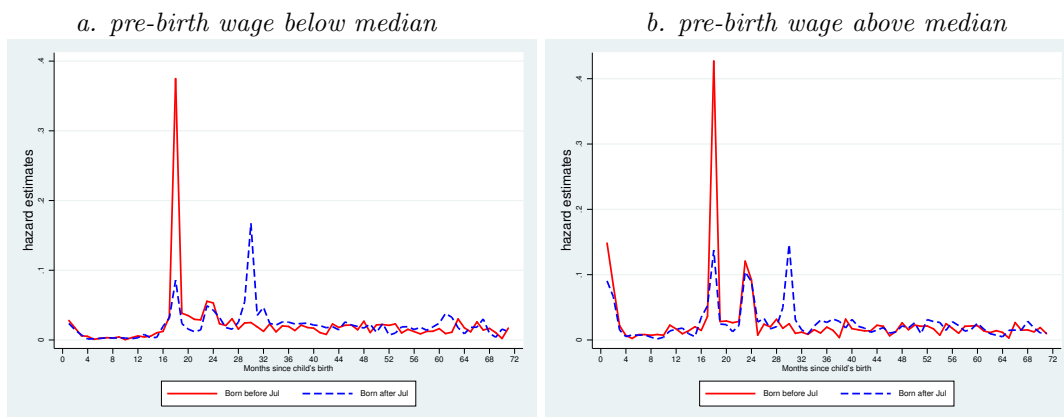 a. pre-birth wage below median
hazard estimates
.4
.3
.2
.1
0
0 4 8 12 16 20 24 28 32 36 40 44 48 52 56 60 64 68 72
Months since child's birth
Born before Jul Born after Jul
b. pre-birth wage above median
hazard estimates
.4
.3
.2
.1
0
0 4 8 12 16 20 24 28 32 36 40 44 48 52 56 60 64 68 72
Months since child's birth
Born before Jul Born after Jul